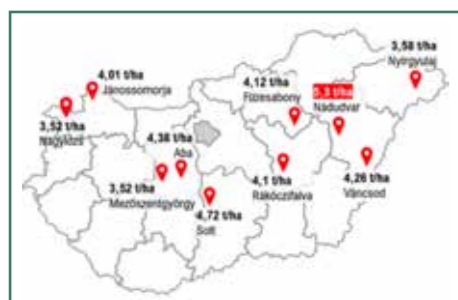 3,58 t/ha
Nyírgyulaj
4,01 t/ha
Jánossomorja
4,12 t/ha
Füzesabony
5,3 t/ha
Nádudvar
3,52 t/ha
Nagylózs
4,38 t/ha
Aba
3,52 t/ha
Mezőszentgyörgy
4,1 t/ha
Rákóczifalva
4,26 t/ha
Váncsod
4,72 t/ha
Solt